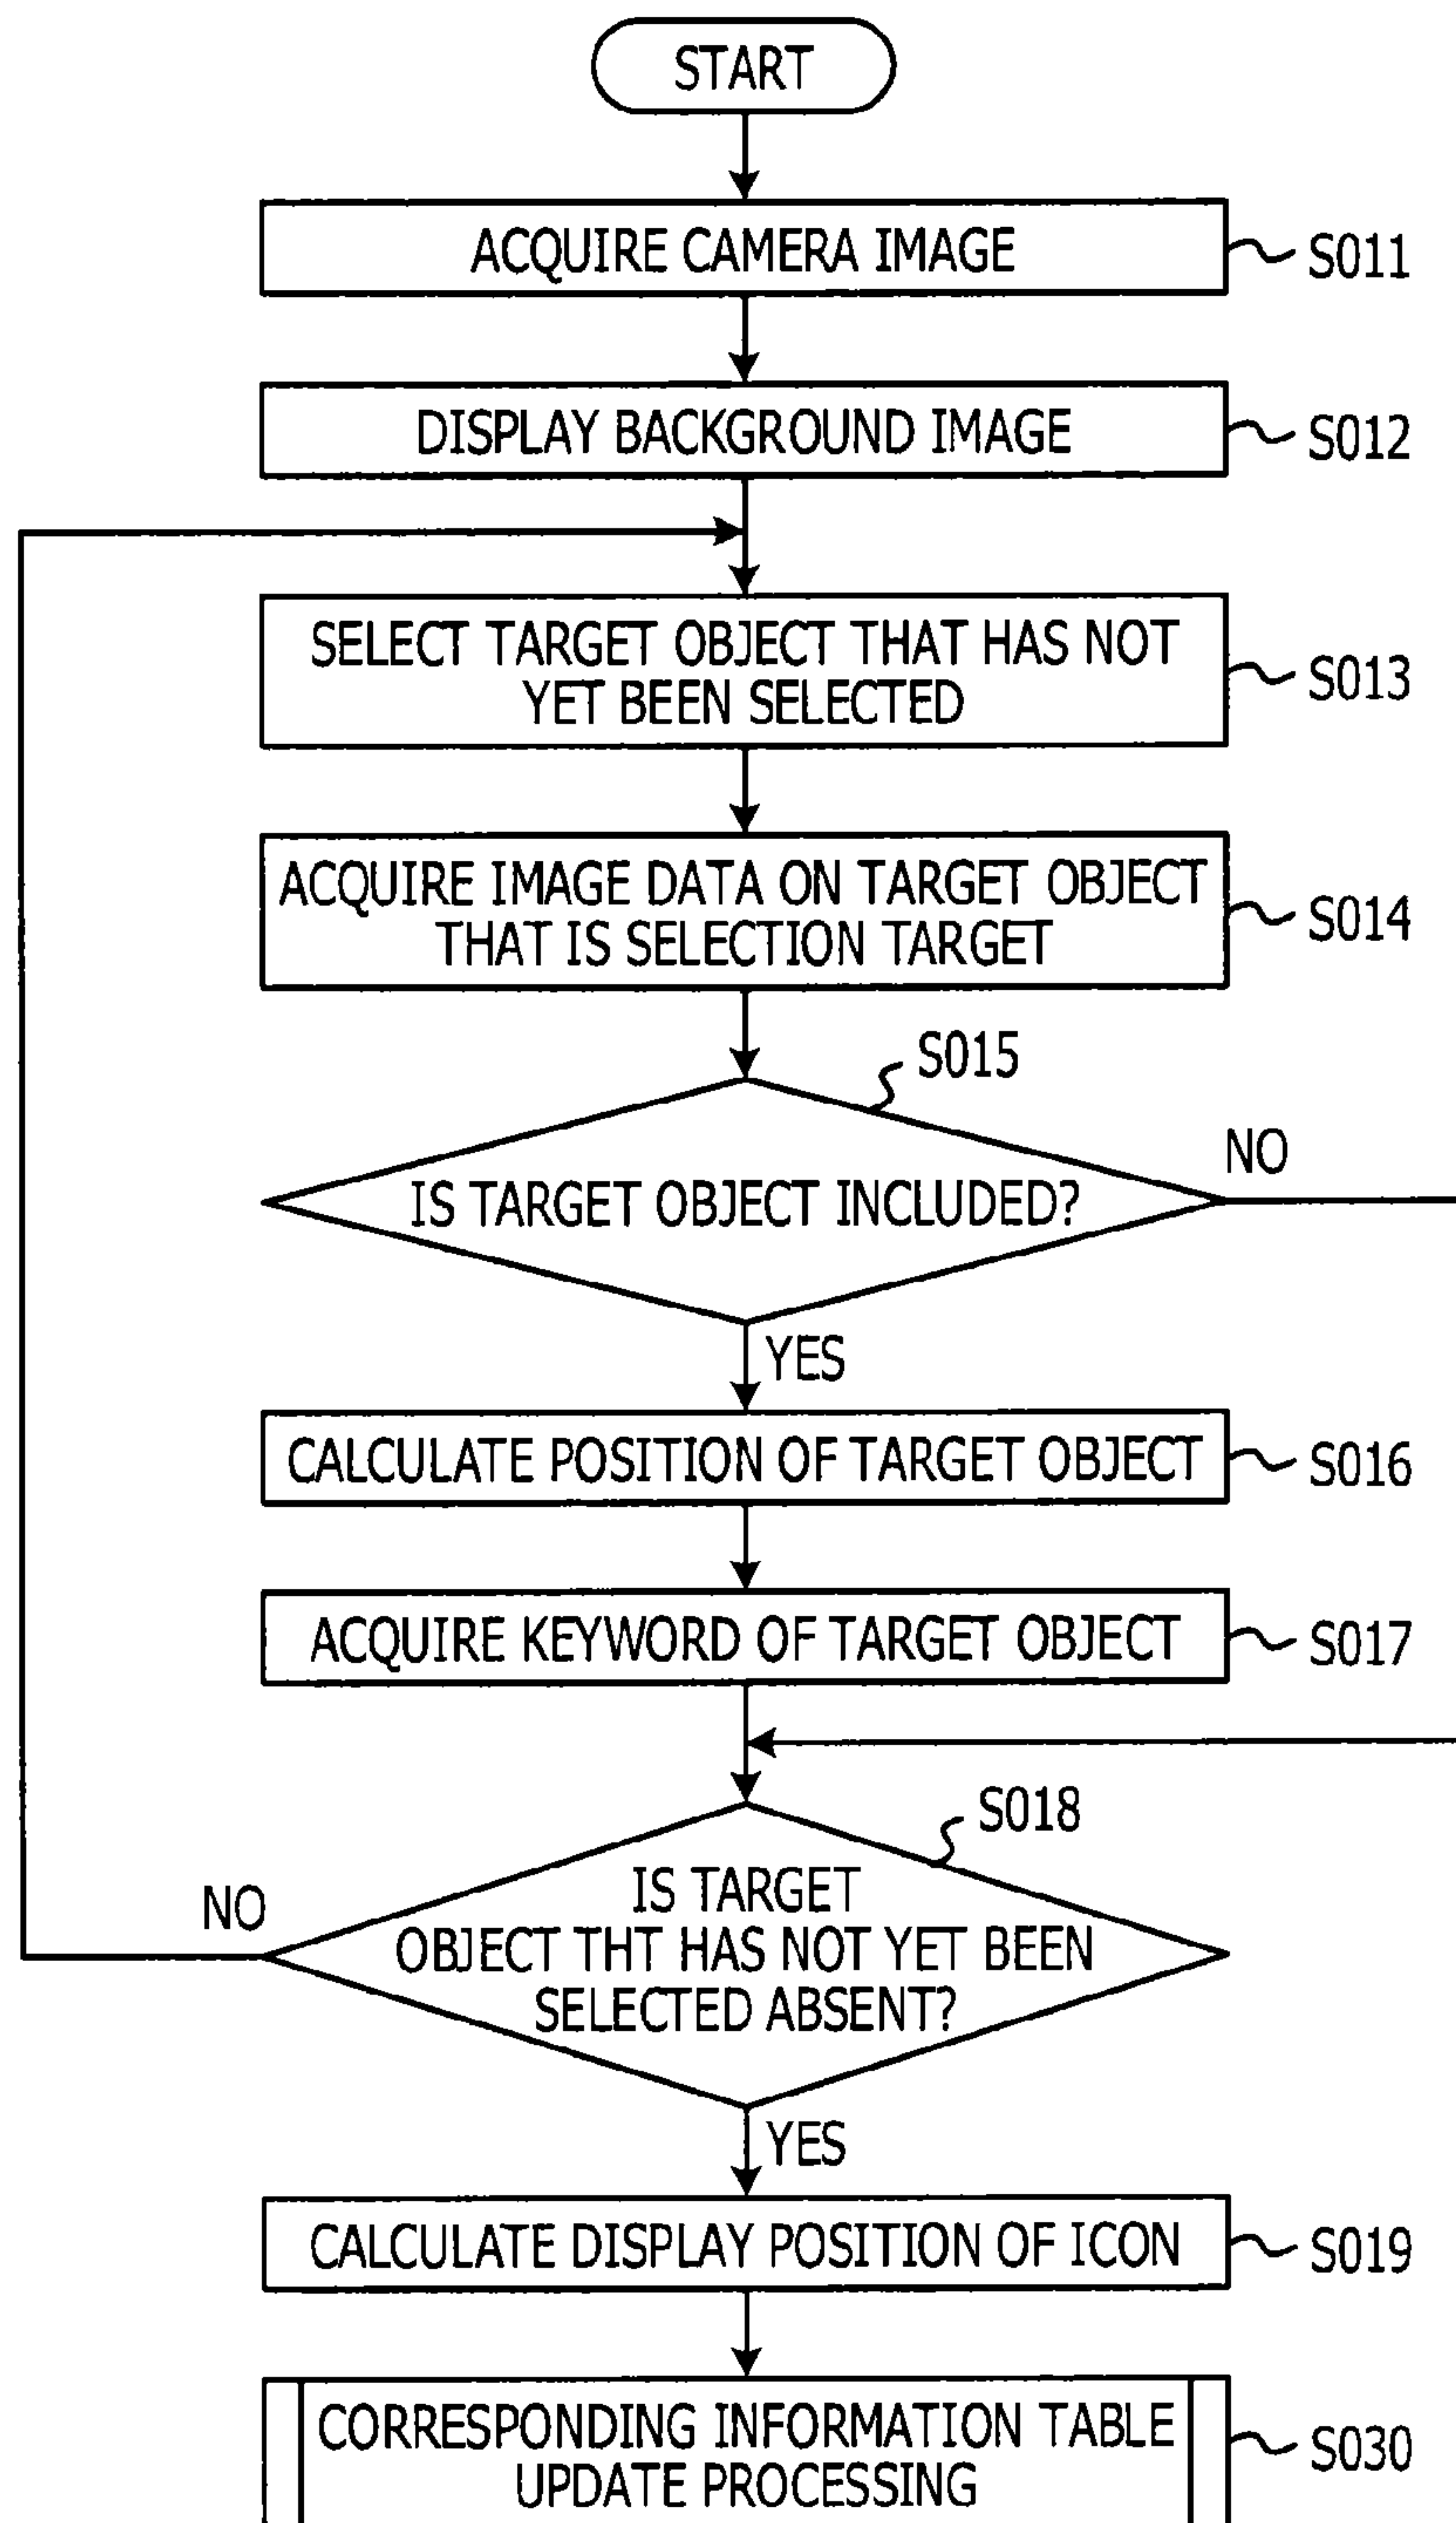 START
ACQUIRE CAMERA IMAGE
S011
DISPLAY BACKGROUND IMAGE
S012
SELECT TARGET OBJECT THAT HAS NOT
YET BEEN SELECTED
S013
ACQUIRE IMAGE DATA ON TARGET OBJECT
THAT IS SELECTION TARGET
S014
S015
IS TARGET OBJECT INCLUDED?
NO
YES
CALCULATE POSITION OF TARGET OBJECT
S016
ACQUIRE KEYWORD OF TARGET OBJECT
S017
S018
IS TARGET
OBJECT THT HAS NOT YET BEEN
SELECTED ABSENT?
NO
YES
CALCULATE DISPLAY POSITION OF ICON
S019
CORRESPONDING INFORMATION TABLE
UPDATE PROCESSING
S030